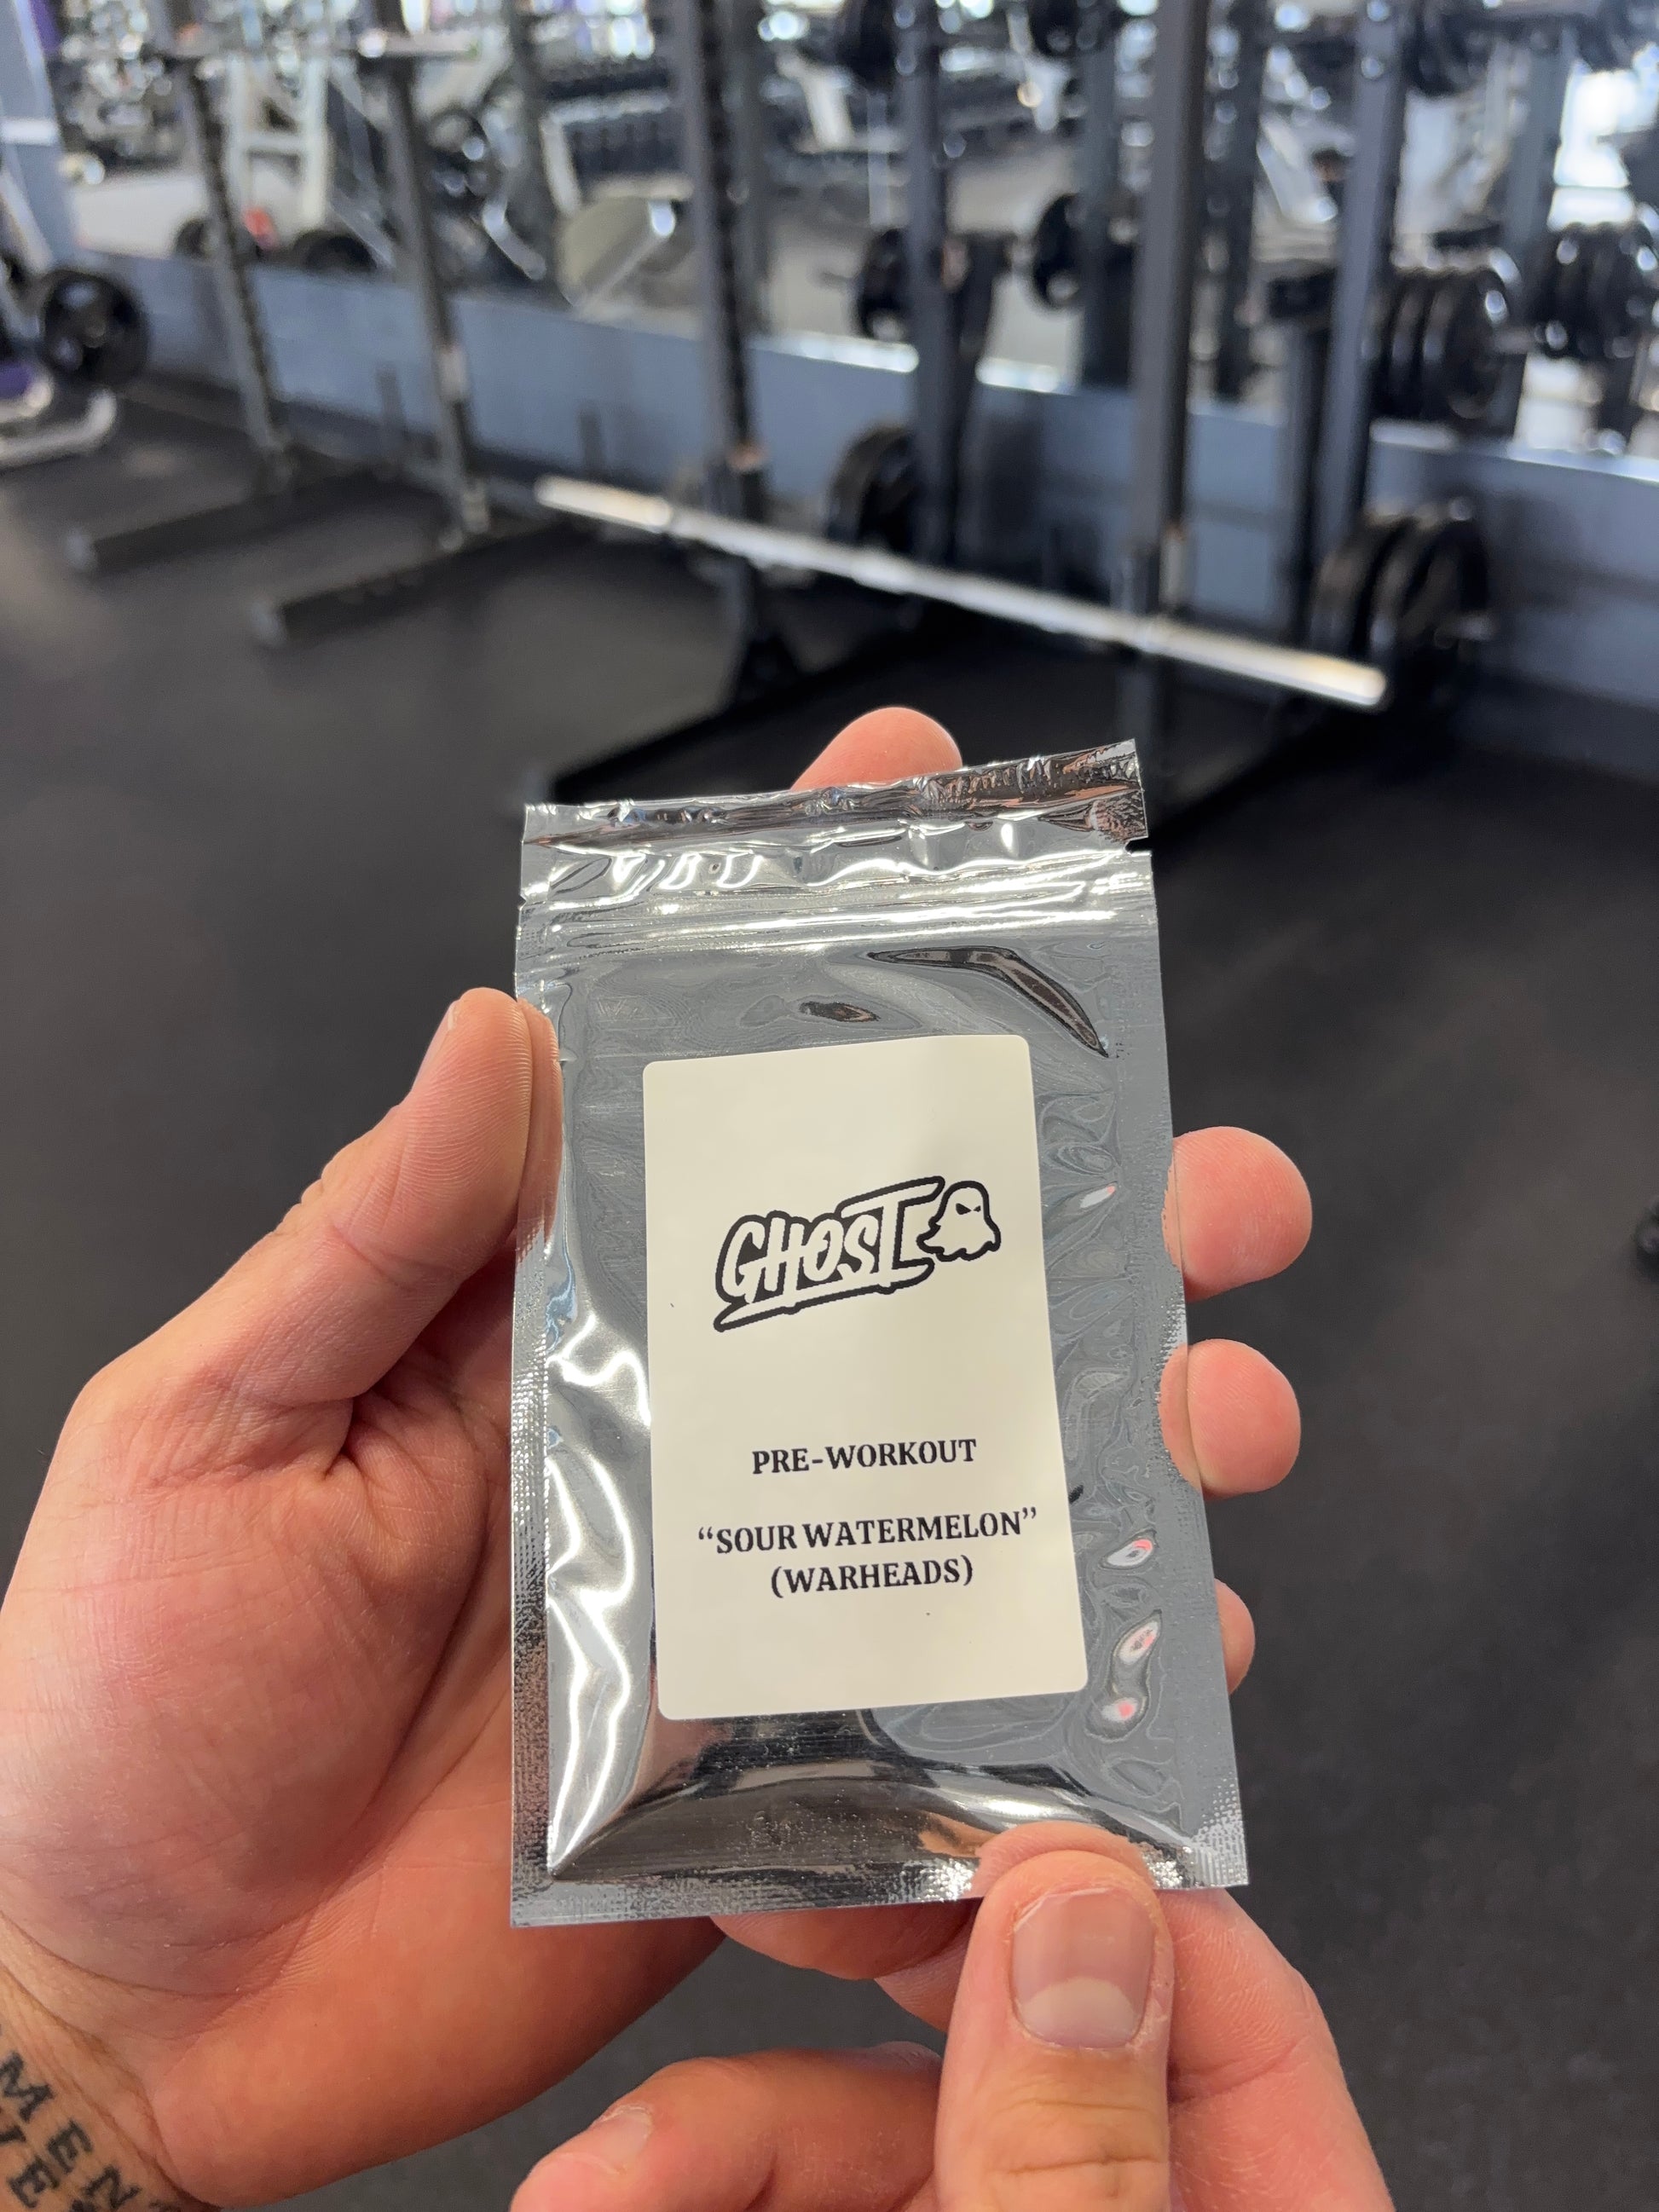 GHOST
PRE-WORKOUT
“SOUR WATERMELON”
(WARHEADS)